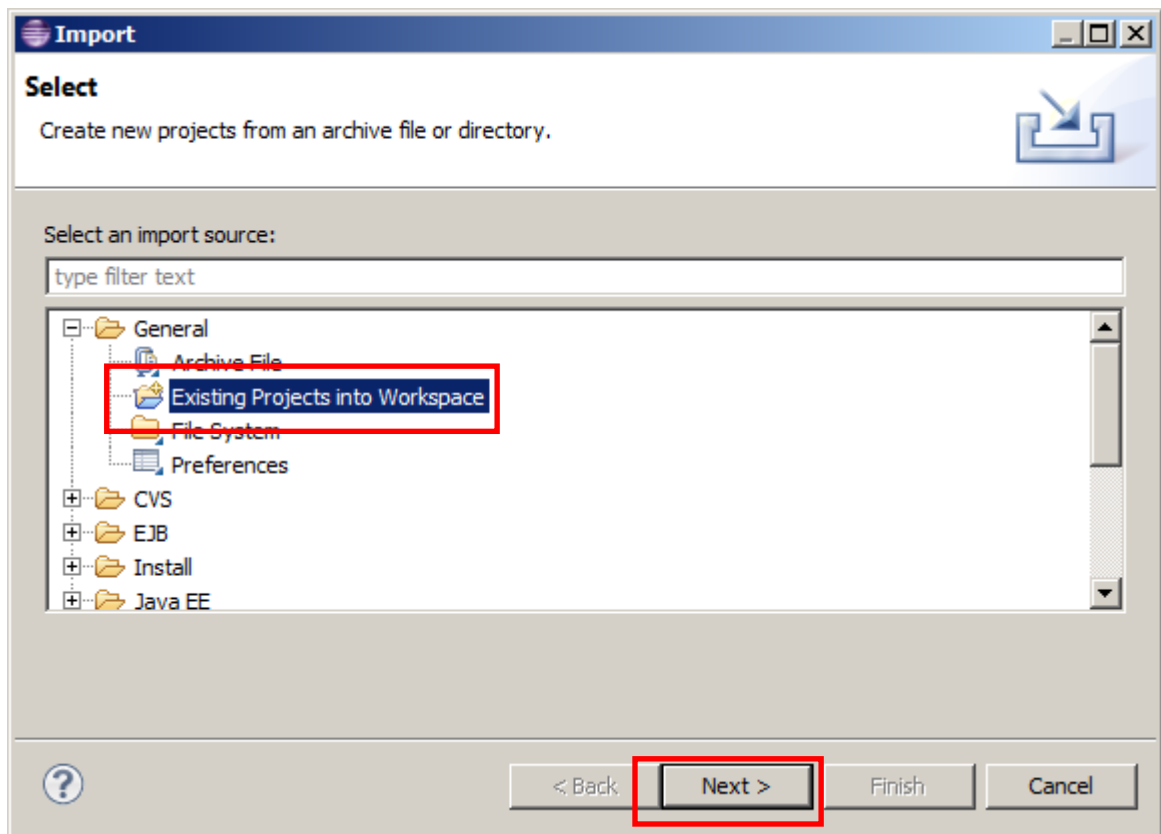 Import
Select
Create new projects from an archive file or directory.
Select an import source:
type filter text
General
Archive File
Existing Projects into Workspace
File System
Preferences
CVS
EJB
Install
Java EE
?
< Back
Next >
Finish
Cancel